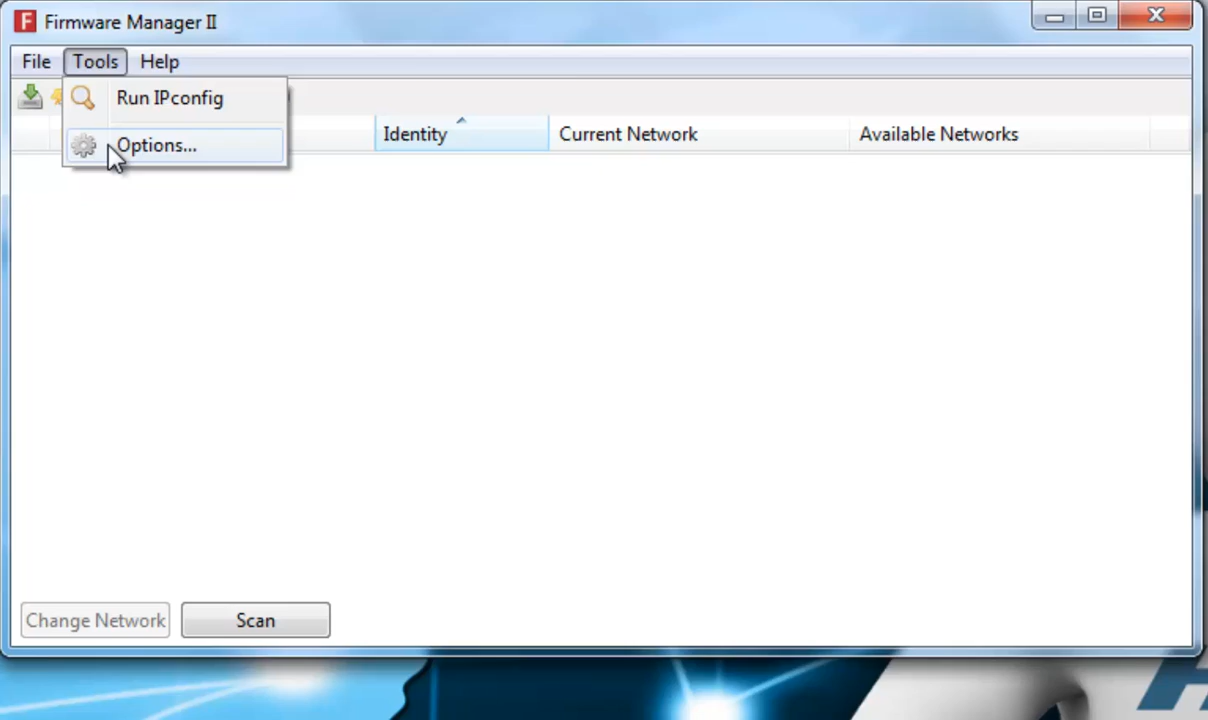 Firmware Manager II
File Tools Help
Run IPconfig
Options...
Identity Current Network Available Networks
Change Network Scan